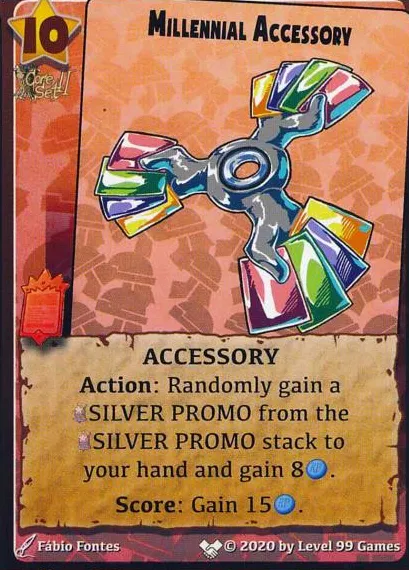 10
MILLENNIAL ACCESSORY
Core
Set!!
ACCESSORY
Action: Randomly gain a
SILVER PROMO from the
SILVER PROMO stack to
your hand and gain 8.
Score: Gain 15.
Fábio Fontes
© 2020 by Level 99 Games